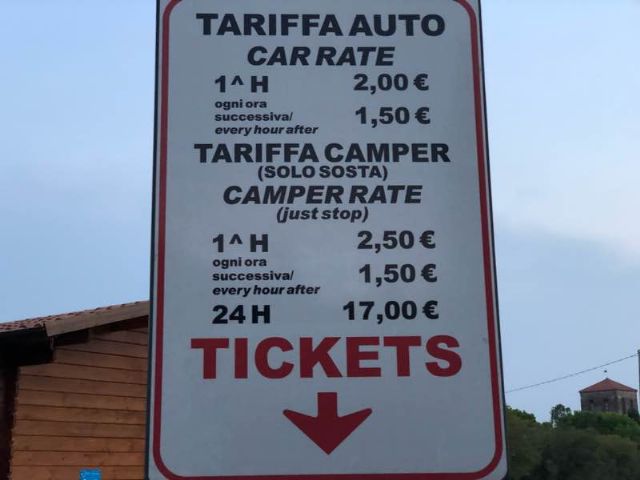 TARIFFA AUTO
CAR RATE
1^ H 2,00 €
ogni ora
successiva/ 1,50 €
every hour after
TARIFFA CAMPER
(SOLO SOSTA)
CAMPER RATE
(just stop)
1^ H 2,50 €
ogni ora
successiva/ 1,50 €
every hour after
24 H 17,00 €
TICKETS